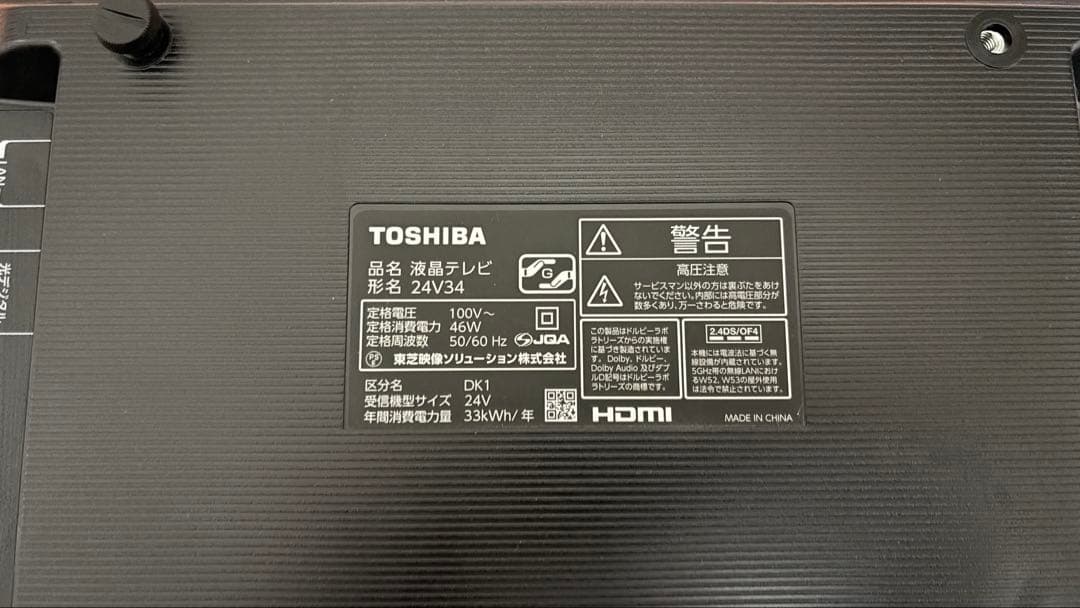 TOSHIBA
品名 液晶テレビ
形名 24V34
G
定格電圧 100V～
定格消費電力 46W
定格周波数 50/60 Hz
JQA
PS
E
東芝映像ソリューション株式会社
区分名 DK1
受信機型サイズ 24V
年間消費電力量 33kWh/年
警告
高圧注意
サービスマン以外の方は裏ぶたをあけ
ないでください。内部には高電圧部分が
数多くあり、万一さわると危険です。
この製品はドルビーラボ
ラトリーズからの実施権
に基づき製造されていま
す。Dolby、ドルビー、
Dolby Audio 及びダブ
ルD記号はドルビーラボ
ラトリーズの商標です。
2.4DS/OF4
本機には電波法に基づく無
線設備が内蔵されています。
5GHz帯の無線LANにおけ
るW52、W53の屋外使用
は法令で禁止されています。
HDMI
MADE IN CHINA
LAN
光デジタル